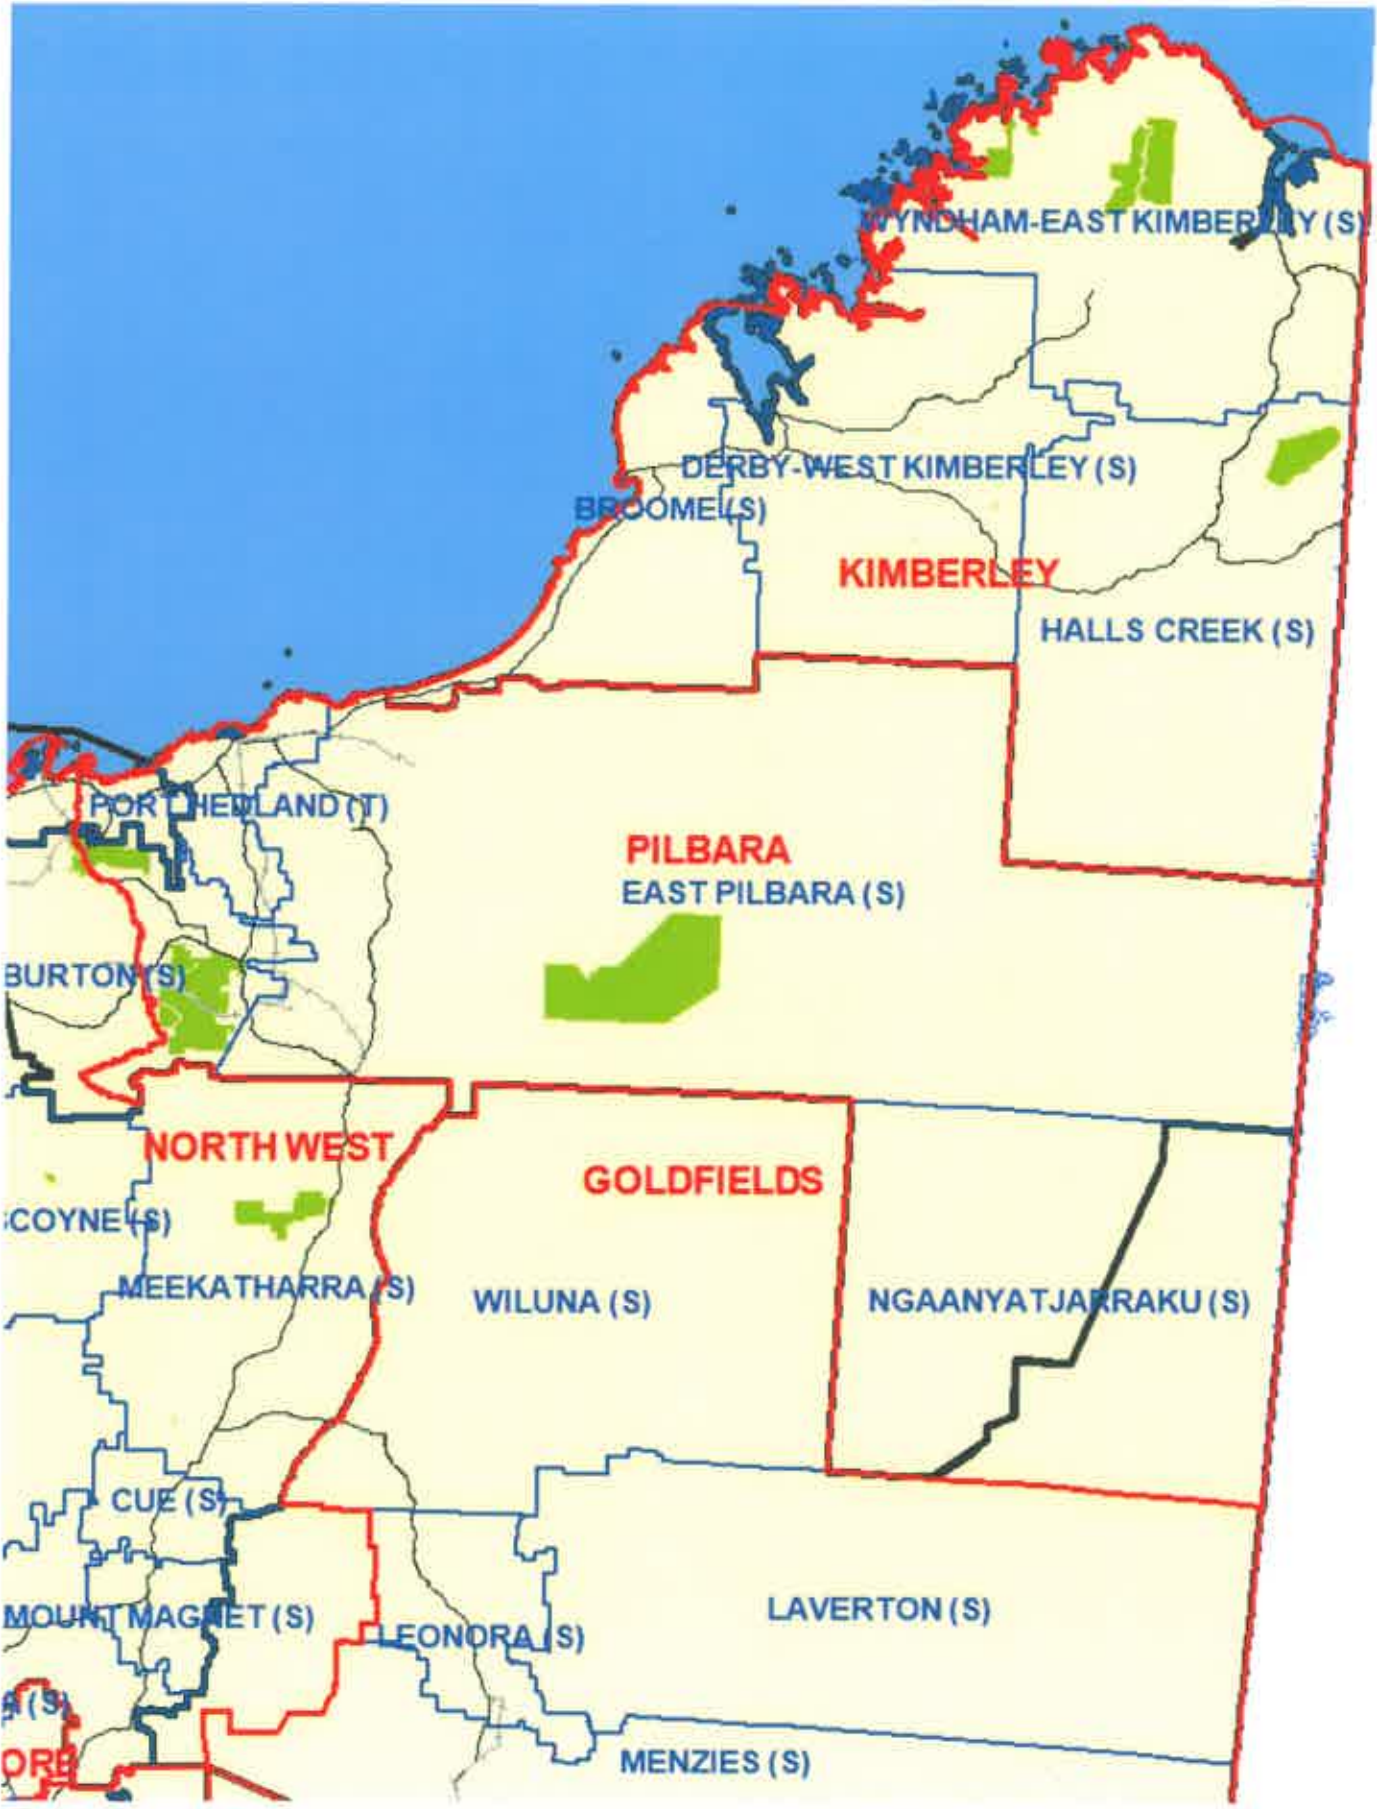 WYNDHAM-EAST KIMBERLEY (S)
DERBY-WEST KIMBERLEY (S)
BROOME (S)
KIMBERLEY
HALLS CREEK (S)
PORT HEDLAND (T)
PILBARA
EAST PILBARA (S)
BURTON (S)
NORTH WEST
GOLDFIELDS
COYNE (S)
MEEKATHARRA (S)
WILUNA (S)
NGAANYATJARRAKU (S)
CUE (S)
MOUNT MAGNET (S)
LEONORA (S)
LAVERTON (S)
A (S)
ORE
MENZIES (S)